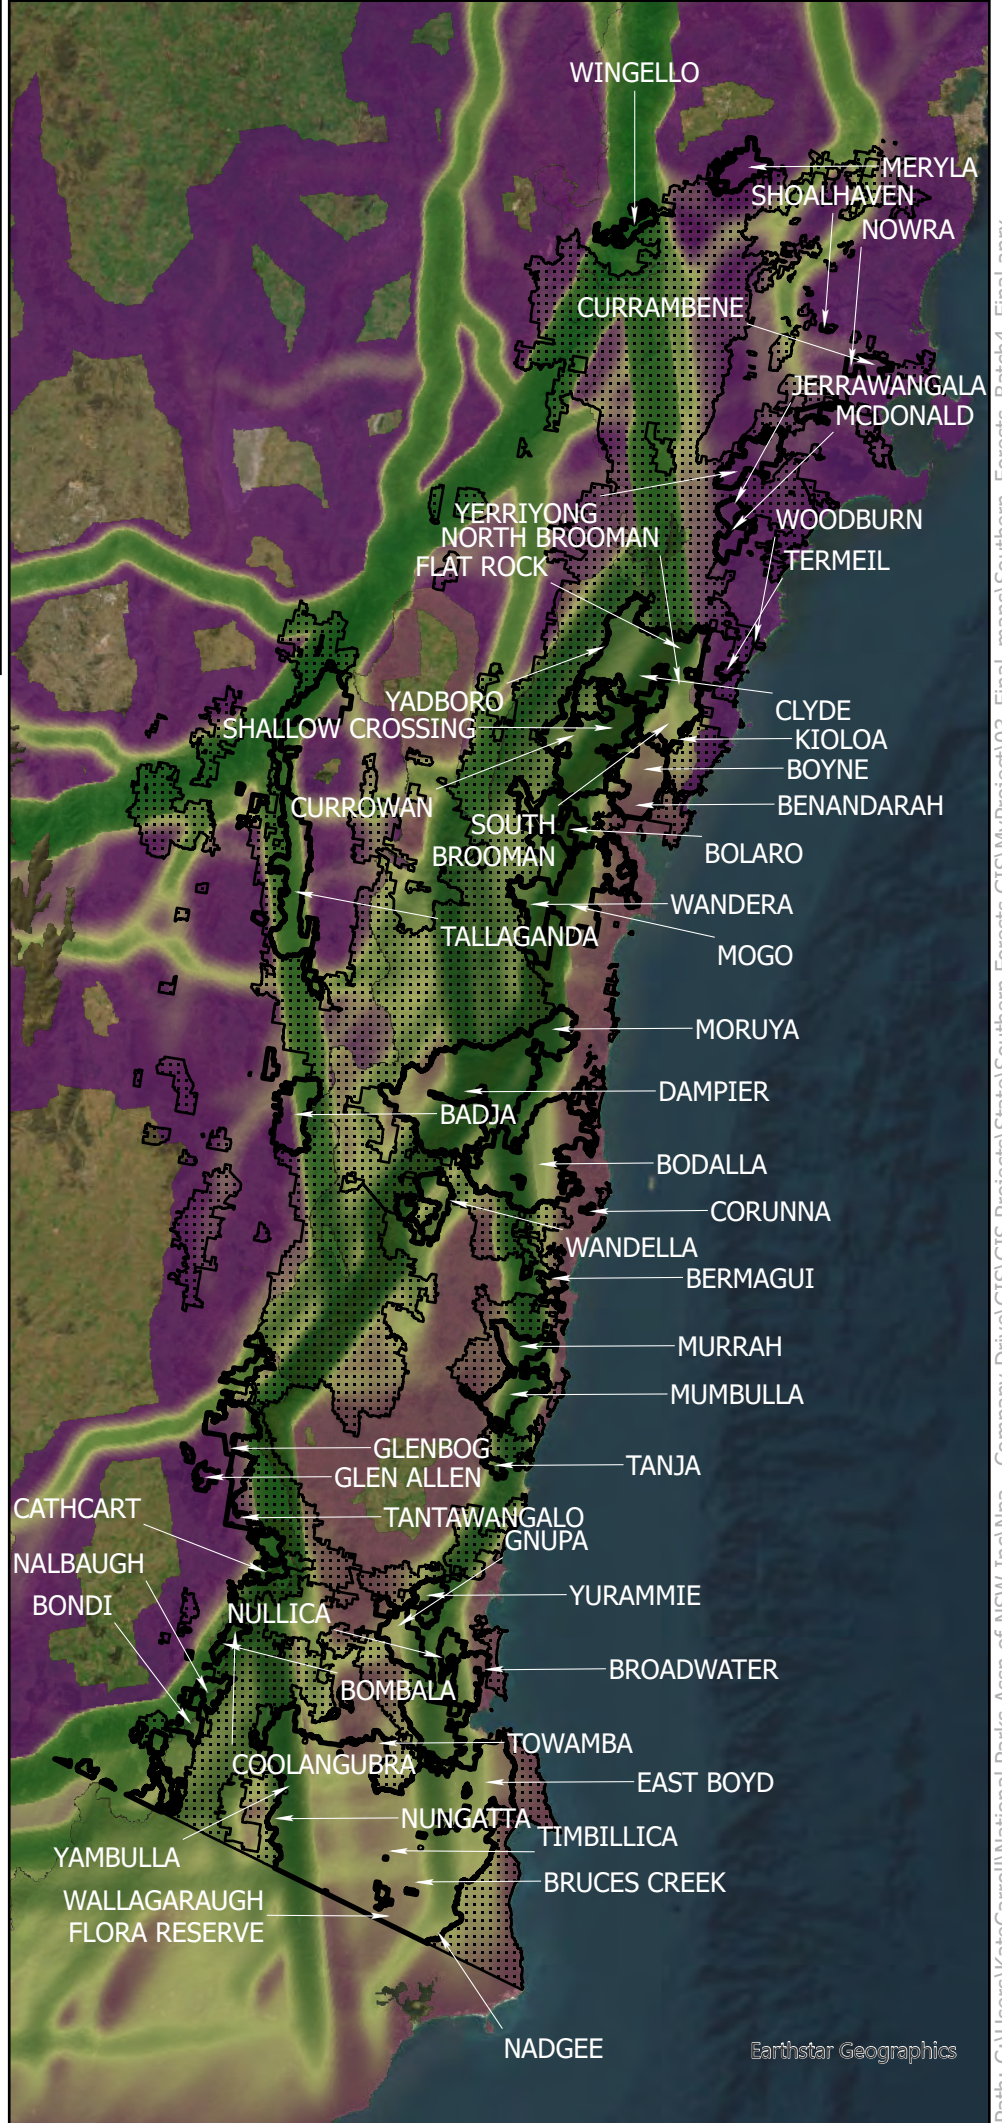 WINGELLO
MERYLA
SHOALHAVEN
NOWRA
CURRAMBENE
JERRAWANGALA
MCDONALD
YERRIYONG
WOODBURN
NORTH BROOMAN
TERMEIL
FLAT ROCK
YADBORO
CLYDE
SHALLOW CROSSING
KIOLOA
BOYNE
CURROWAN
BENANDARAH
SOUTH
BROOMAN
BOLARO
WANDERA
TALLAGANDA
MOGO
MORUYA
DAMPIER
BADJA
BODALLA
CORUNNA
WANDELLA
BERMAGUI
MURRAH
MUMBULLA
GLENBOG
TANJA
GLEN ALLEN
CATHCART
TANTAWANGALO
GNUPA
NALBAUGH
YURAMMIE
BONDI
NULLICA
BROADWATER
BOMBALA
TOWAMBA
COOLANGUBRA
EAST BOYD
NUNGATTA
TIMBILLICA
YAMBULLA
BRUCES CREEK
WALLAGARAUGH
FLORA RESERVE
NADGEE
Earthstar Geographics